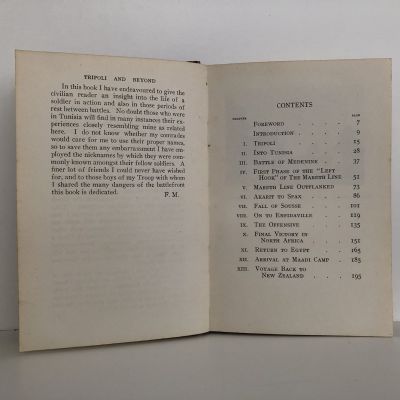 TRIPOLI AND BEYOND
In this book I have endeavoured to give the
civilian reader an insight into the life of a
soldier in action and also in those periods of
rest between battles. No doubt those who were
in Tunisia will find in many instances their ex-
periences closely resembling mine as related
here. I do not know whether my comrades
would care for me to use their proper names,
so to save them any embarrassment I have em-
ployed the nicknames by which they were com-
monly known amongst their fellow soldiers. A
finer lot of friends I could never have wished
for, and to those boys of my Troop with whom
I shared the many dangers of the battlefront
this book is dedicated.
F. M.
CONTENTS
CHAPTER PAGE
FOREWORD . . . . 7
INTRODUCTION . . . . 9
I. TRIPOLI . . . . 15
II. INTO TUNISIA . . . . 28
III. BATTLE OF MEDENINE . . . 37
IV. FIRST PHASE OF THE "LEFT
HOOK" OF THE MARETH LINE 51
V. MARETH LINE OUTFLANKED . 73
VI. AKARIT TO SFAX . . . 86
VII. FALL OF SOUSSE . . . 101
VIII. ON TO ENFIDAVILLE . . . 119
IX. THE OFFENSIVE . . . 135
X. FINAL VICTORY IN
NORTH AFRICA . . . 151
XI. RETURN TO EGYPT . . . 165
XII. ARRIVAL AT MAADI CAMP . . 185
XIII. VOYAGE BACK TO
NEW ZEALAND . . . 195